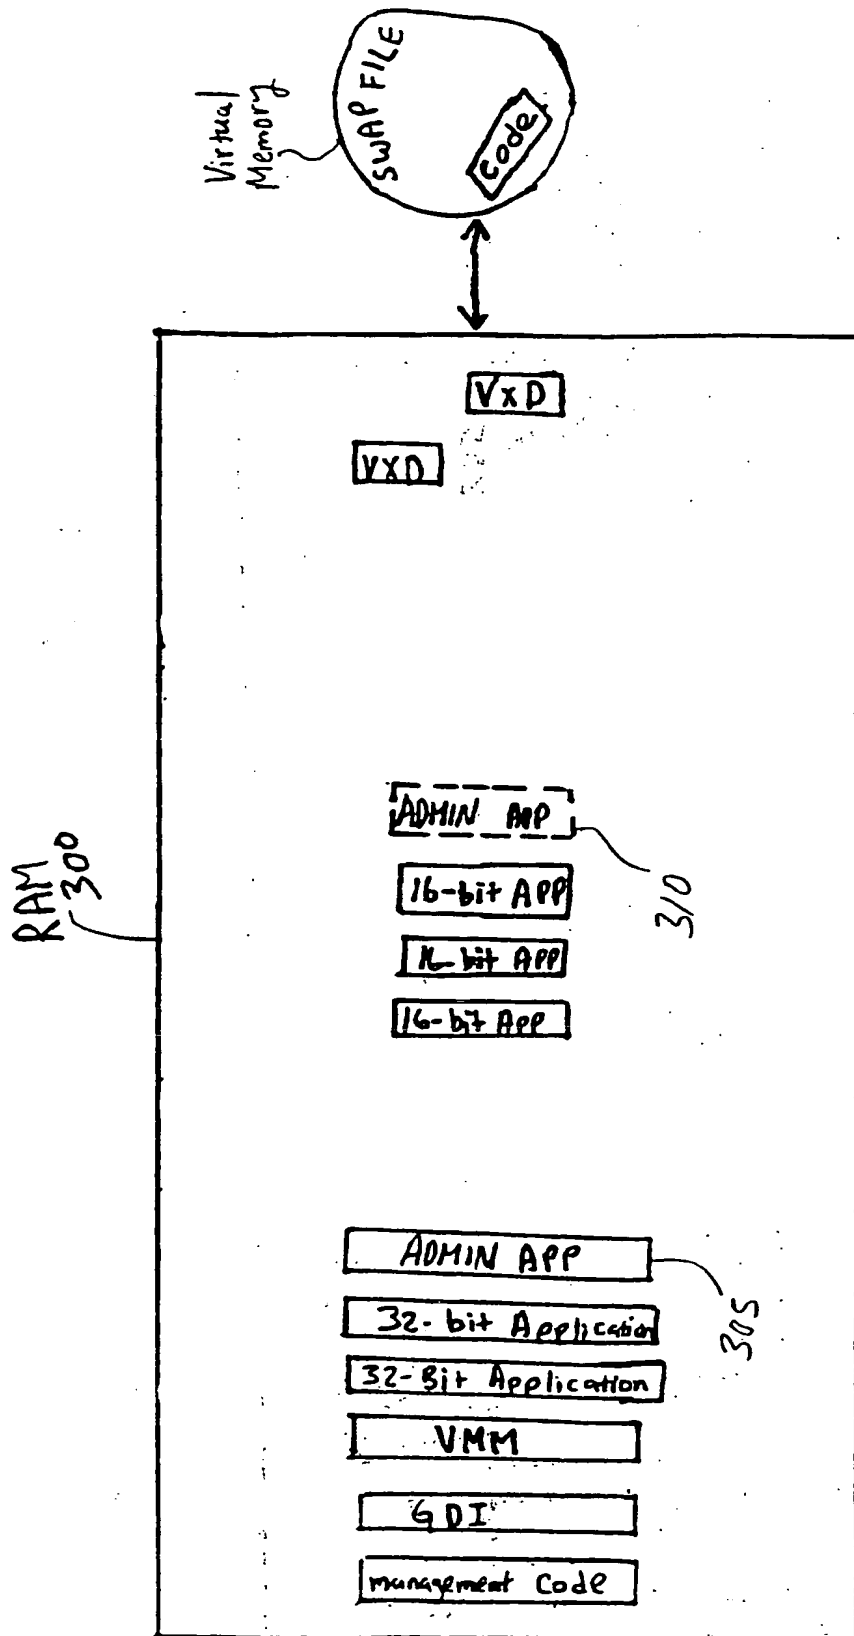 Virtual
Memory
SWAP FILE
Code
VxD
VXD
RAM
300
ADMIN APP
310
16-bit APP
16-bit APP
16-bit APP
ADMIN APP
305
32-bit Application
32-Bit Application
VMM
GDI
management Code